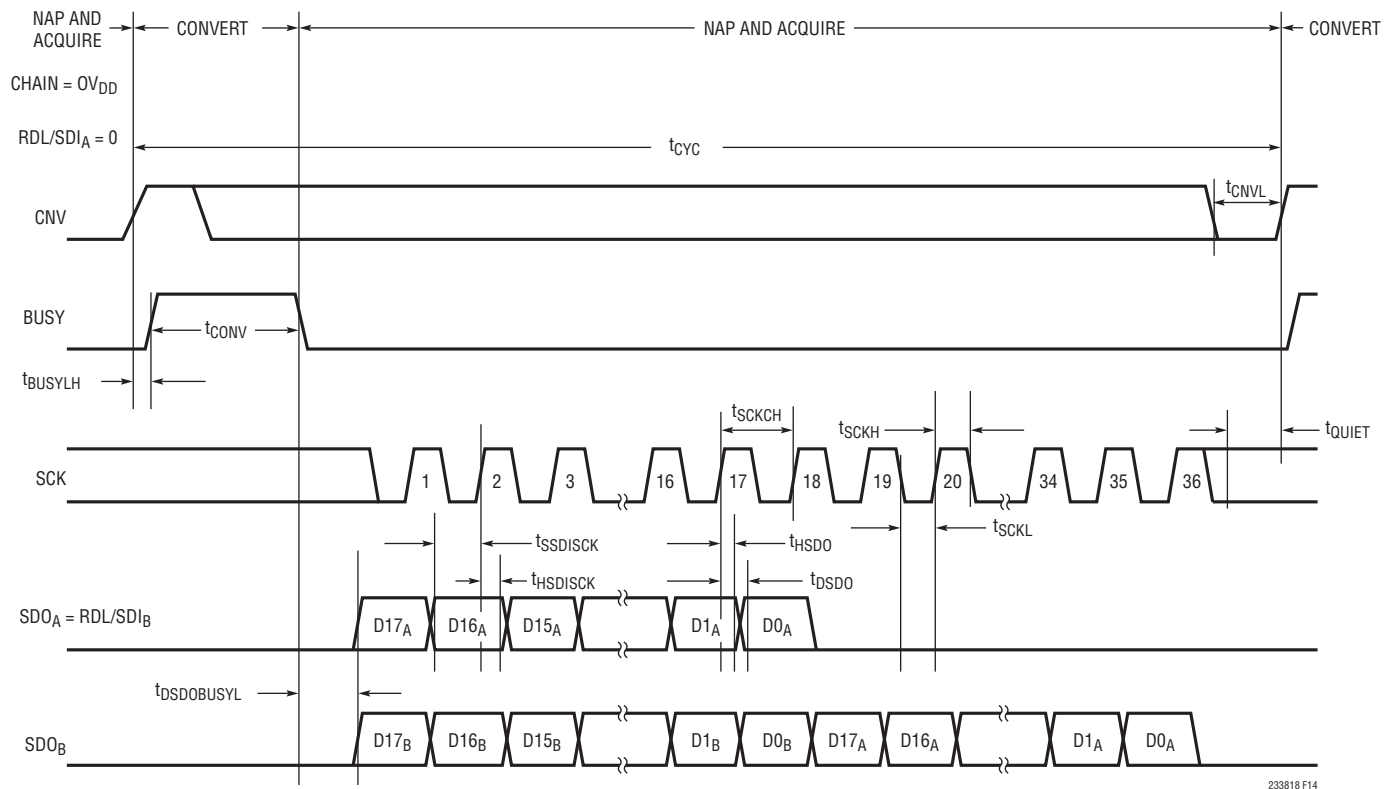 NAP AND ACQUIRE
CONVERT
NAP AND ACQUIRE
CONVERT
CHAIN = OVDD
RDL/SDIA = 0
tCYC
tCNVL
CNV
BUSY
tCONV
tBUSYLH
tSCKCH
tSCKH
tQUIET
SCK
1 2 3 16 17 18 19 20 34 35 36
tSSDISCK
tHSDO
tSCKL
tHSDISCK
tDSDO
SDOA = RDL/SDIB
D17A D16A D15A D1A D0A
tDSDOBUSYL
SDOB
D17B D16B D15B D1B D0B D17A D16A D1A D0A
233818 F14